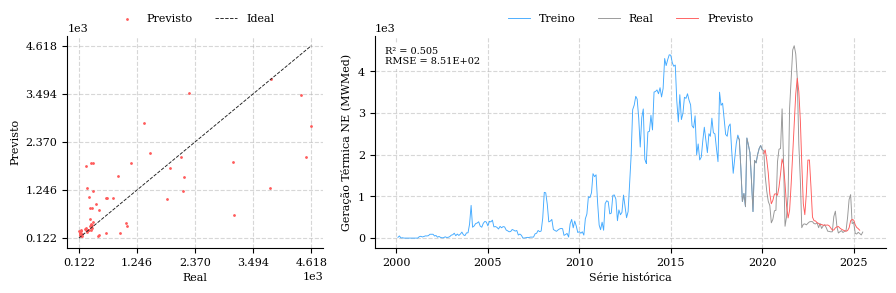 Previsto Ideal
1e3
4.618
3.494
2.370
1.246
0.122
Previsto
0.122 1.246 2.370 3.494 4.618
1e3
Real
Treino Real Previsto
1e3
R² = 0.505
RMSE = 8.51E+02
4
3
2
1
0
Geração Térmica NE (MWMed)
2000 2005 2010 2015 2020 2025
Série histórica